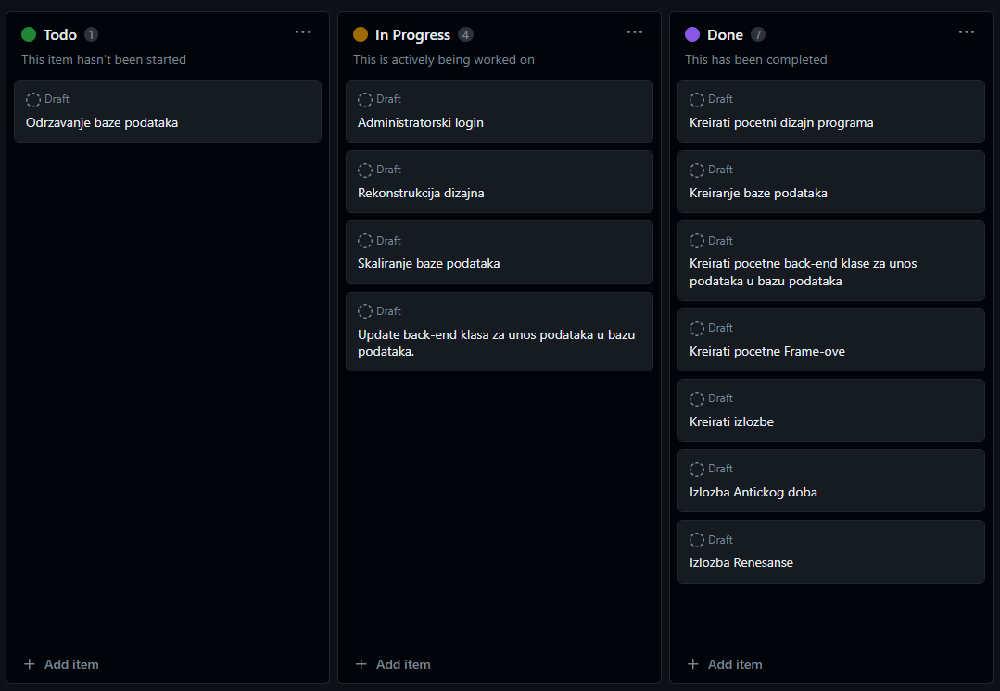 Todo 1
This item hasn't been started
Draft
Odrzavanje baze podataka
Add item
In Progress 4
This is actively being worked on
Draft
Administratorski login
Draft
Rekonstrukcija dizajna
Draft
Skaliranje baze podataka
Draft
Update back-end klasa za unos podataka u bazu
podataka.
Add item
Done 7
This has been completed
Draft
Kreirati pocetni dizajn programa
Draft
Kreiranje baze podataka
Draft
Kreirati pocetne back-end klase za unos
podataka u bazu podataka
Draft
Kreirati pocetne Frame-ove
Draft
Kreirati izlozbe
Draft
Izlozba Antickog doba
Draft
Izlozba Renesanse
Add item